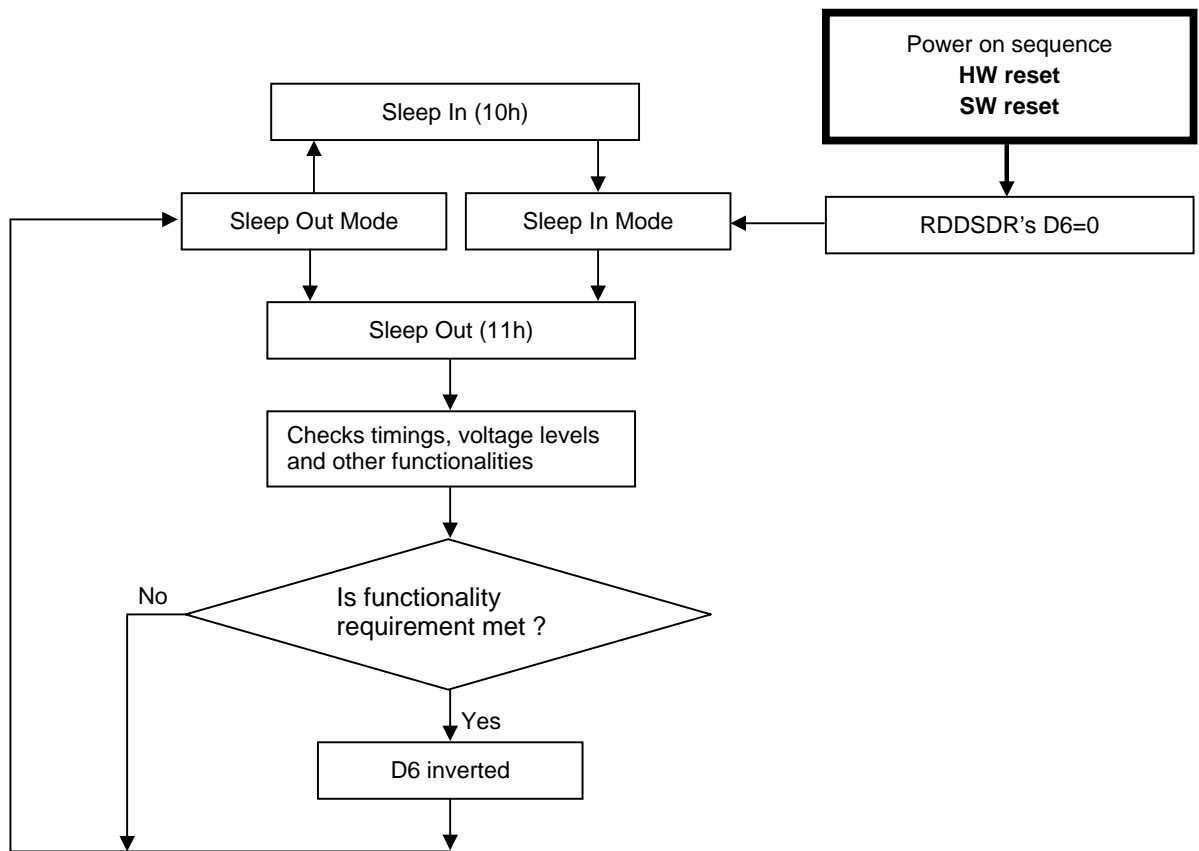 Power on sequence
HW reset
SW reset
Sleep In (10h)
Sleep Out Mode
Sleep In Mode
RDDSDR's D6=0
Sleep Out (11h)
Checks timings, voltage levels
and other functionalities
No
Is functionality
requirement met ?
Yes
D6 inverted